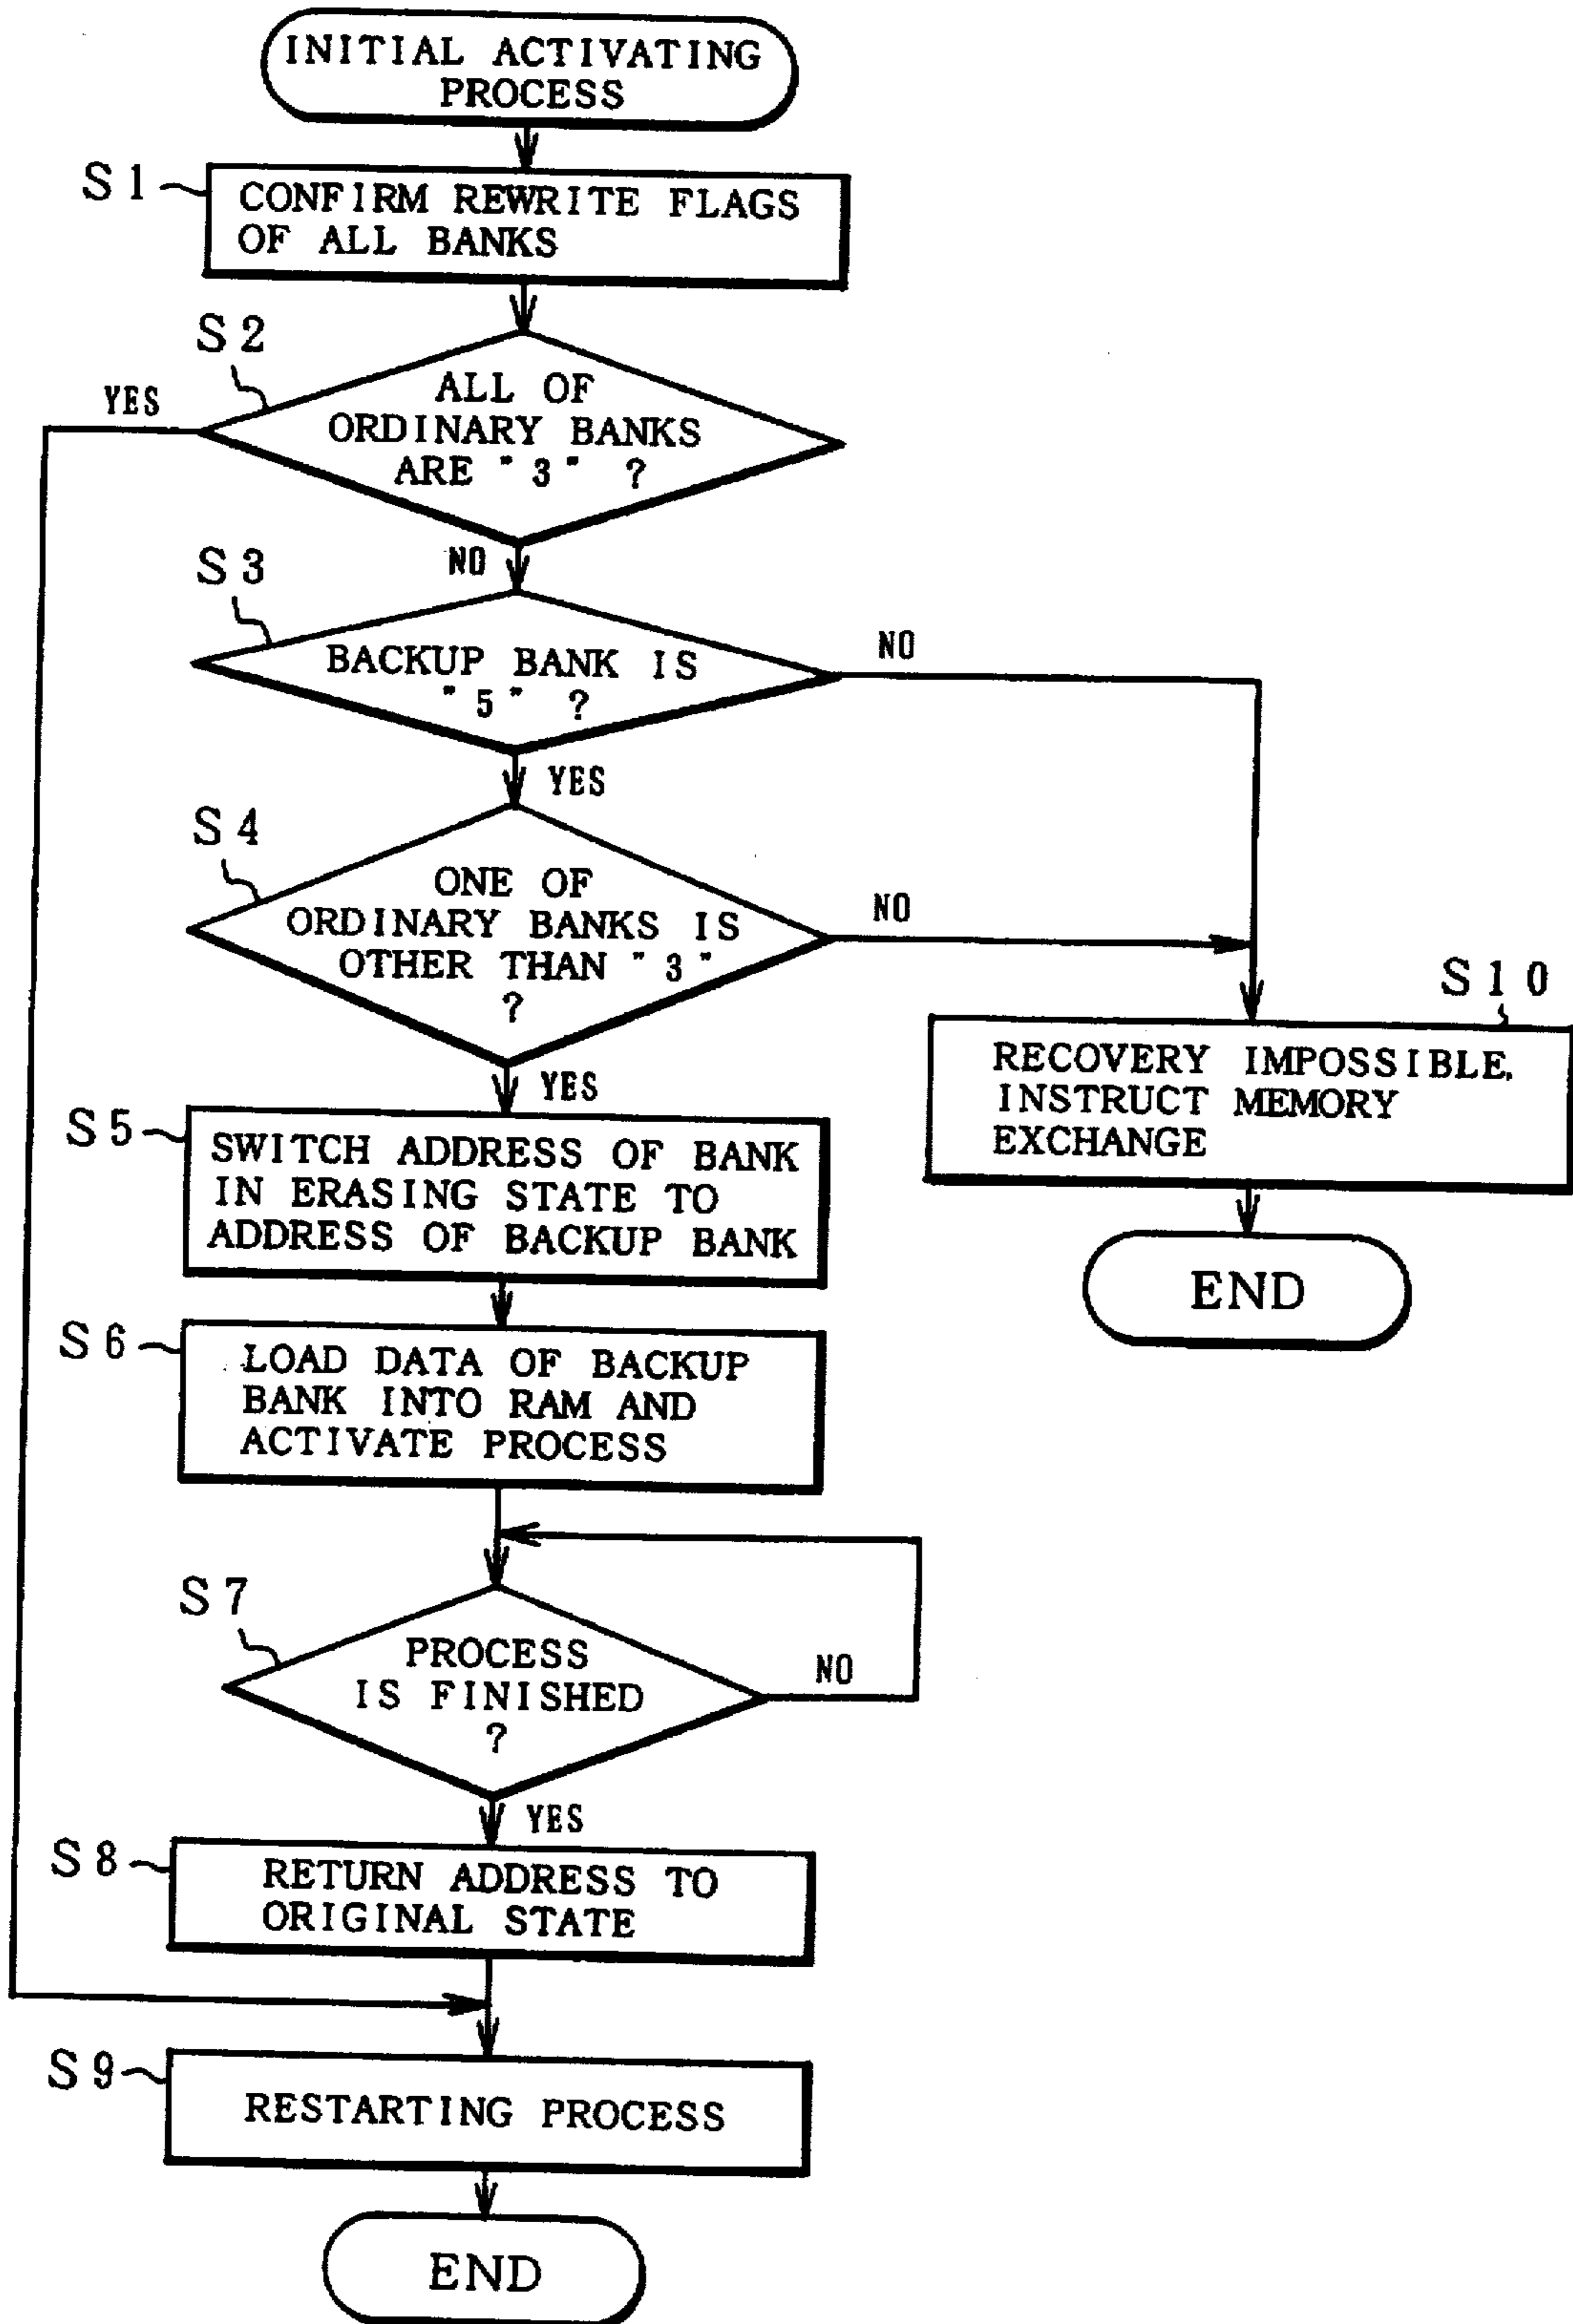 INITIAL ACTIVATING
PROCESS
S1
CONFIRM REWRITE FLAGS
OF ALL BANKS
S2
YES
ALL OF
ORDINARY BANKS
ARE "3" ?
NO
S3
BACKUP BANK IS
"5" ?
NO
YES
S4
ONE OF
ORDINARY BANKS IS
OTHER THAN "3"
?
NO
YES
S10
RECOVERY IMPOSSIBLE,
INSTRUCT MEMORY
EXCHANGE
END
S5
SWITCH ADDRESS OF BANK
IN ERASING STATE TO
ADDRESS OF BACKUP BANK
S6
LOAD DATA OF BACKUP
BANK INTO RAM AND
ACTIVATE PROCESS
S7
PROCESS
IS FINISHED
?
NO
YES
S8
RETURN ADDRESS TO
ORIGINAL STATE
S9
RESTARTING PROCESS
END